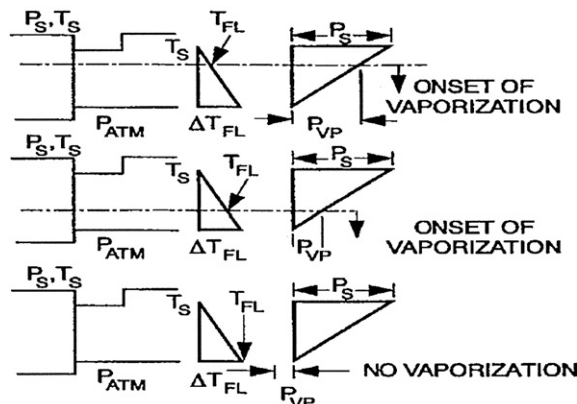 P_S, T_S
T_FL
T_S
P_S
ONSET OF
VAPORIZATION
P_ATM
ΔT_FL
P_VP
P_S, T_S
T_FL
T_S
P_S
ONSET OF
VAPORIZATION
P_ATM
ΔT_FL
P_VP
P_S, T_S
T_FL
T_S
P_S
NO VAPORIZATION
P_ATM
ΔT_FL
P_VP